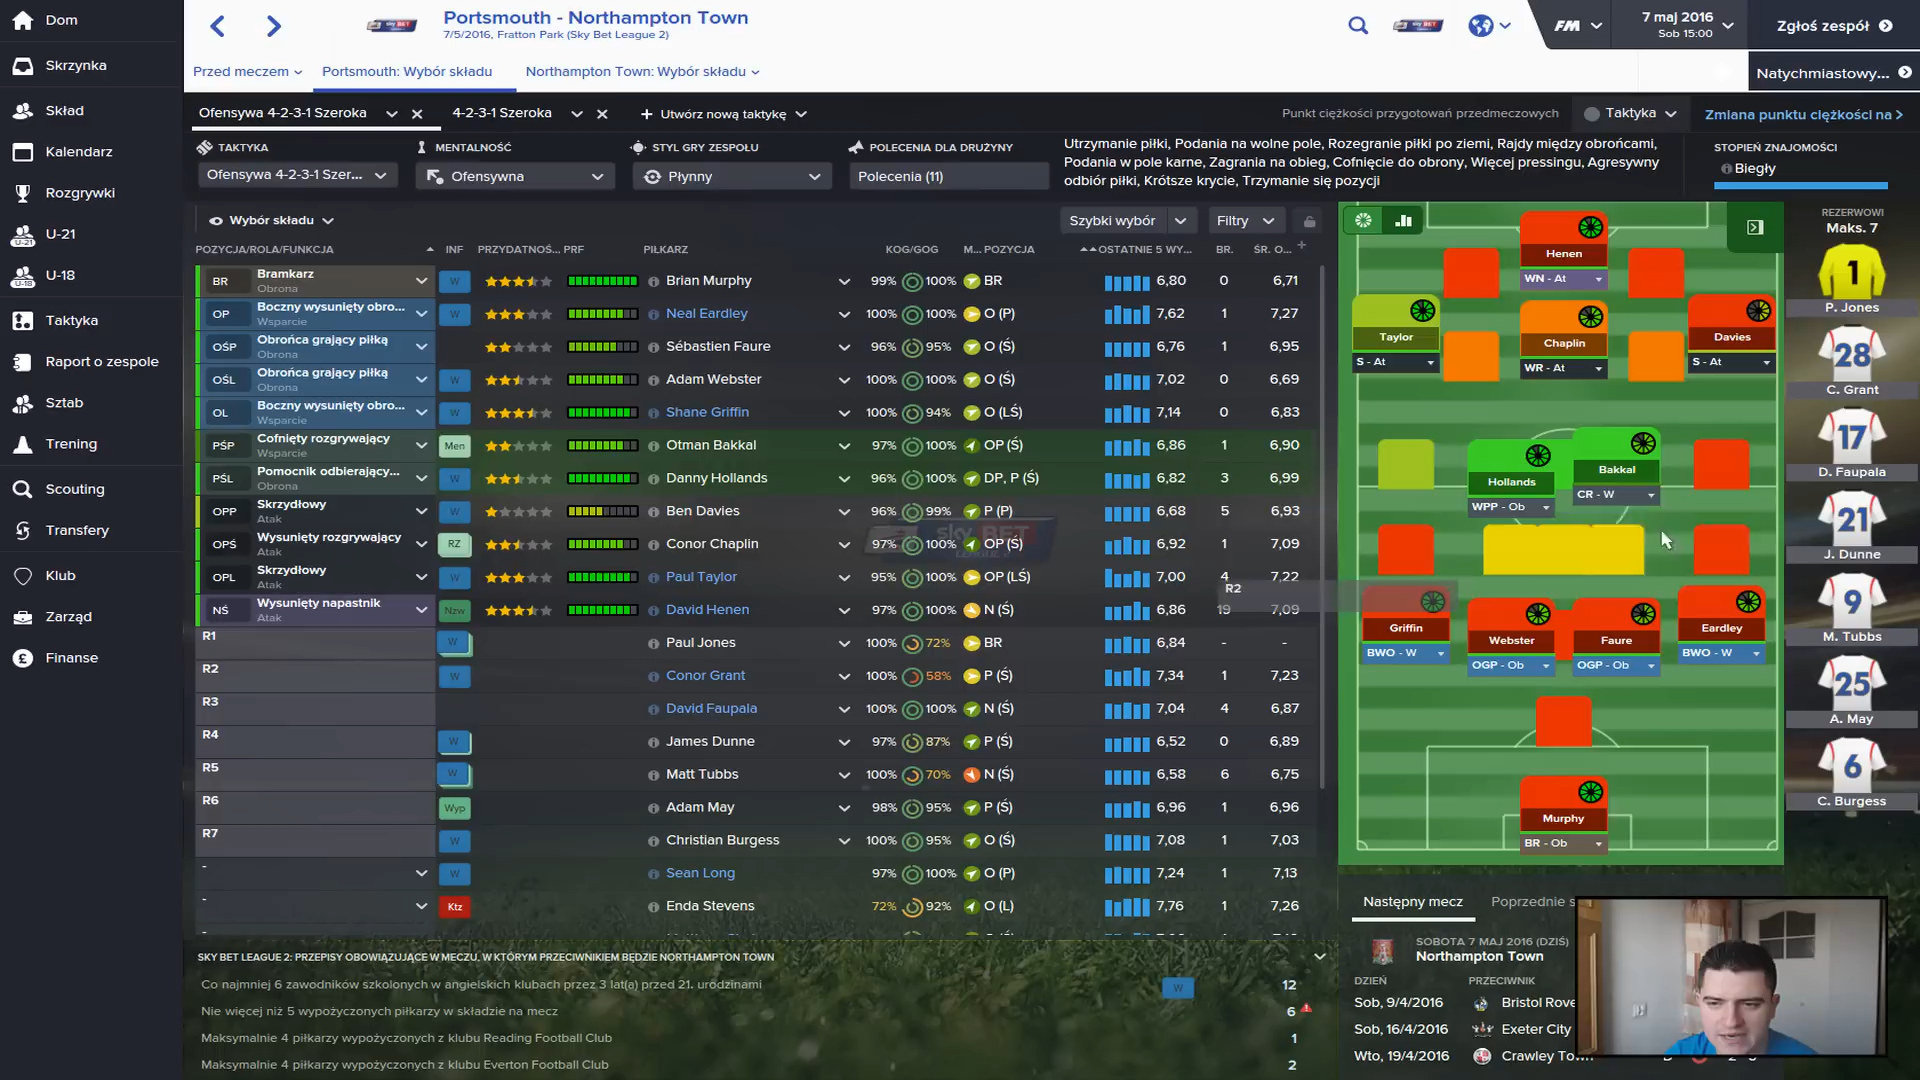 Dom
Skrzynka
Skład
Kalendarz
Rozgrywki
U-21
U-18
Taktyka
Raport o zespole
Sztab
Trening
Scouting
Transfery
Klub
Zarząd
Finanse
Portsmouth - Northampton Town
7/5/2016, Fratton Park (Sky Bet League 2)
FM
7 maj 2016
Sob 15:00
Zgłoś zespół
Przed meczem
Portsmouth: Wybór składu
Northampton Town: Wybór składu
Natychmiastowy...
Ofensywa 4-2-3-1 Szeroka
4-2-3-1 Szeroka
Utwórz nową taktykę
Punkt ciężkości przygotowań przedmeczowych
Taktyka
Zmiana punktu ciężkości na >
TAKTYKA
Ofensywa 4-2-3-1 Szer...
MENTALNOŚĆ
Ofensywna
STYL GRY ZESPOŁU
Płynny
POLECENIA DLA DRUŻYNY
Polecenia (11)
Utrzymanie piłki, Podania na wolne pole, Rozegranie piłki po ziemi, Rajdy między obrońcami,
Podania w pole karne, Zagrania na obieg, Cofnięcie do obrony, Więcej pressingu, Agresywny
odbiór piłki, Krótsze krycie, Trzymanie się pozycji
STOPIEŃ ZNAJOMOŚCI
Biegły
Wybór składu
Szybki wybór
Filtry
POZYCJA/ROLA/FUNKCJA INF PRZYDATNOŚ... PRF PIŁKARZ KOG/GOG M... POZYCJA OSTATNIE 5 WY... BR. ŚR. O...
BR Bramkarz Obrona W Brian Murphy 99% 100% BR 6,80 0 6,71
OP Boczny wysunięty obro... Wsparcie W Neal Eardley 100% 100% O (P) 7,62 1 7,27
OŚP Obrońca grający piłką Obrona Sébastien Faure 96% 95% O (Ś) 6,76 1 6,95
OŚL Obrońca grający piłką Obrona W Adam Webster 100% 100% O (Ś) 7,02 0 6,69
OL Boczny wysunięty obro... Wsparcie W Shane Griffin 100% 94% O (LŚ) 7,14 0 6,83
PŚP Cofnięty rozgrywający Wsparcie Men Otman Bakkal 97% 100% OP (Ś) 6,86 1 6,90
PŚL Pomocnik odbierający... Obrona W Danny Hollands 96% 100% DP, P (Ś) 6,82 3 6,99
OPP Skrzydłowy Atak W Ben Davies 96% 99% P (P) 6,68 5 6,93
OPŚ Wysunięty rozgrywający Atak RZ Conor Chaplin 97% 100% OP (Ś) 6,92 1 7,09
OPL Skrzydłowy Atak W Paul Taylor 95% 100% OP (LŚ) 7,00 4 7,22
NŚ Wysunięty napastnik Atak Nzw David Henen 97% 100% N (Ś) 6,86 19 7,09
R2
R1 W Paul Jones 100% 72% BR 6,84 - -
R2 W Conor Grant 100% 58% P (Ś) 7,34 1 7,23
R3 David Faupala 100% 100% N (Ś) 7,04 4 6,87
R4 W James Dunne 97% 87% P (Ś) 6,52 0 6,89
R5 W Matt Tubbs 100% 70% N (Ś) 6,58 6 6,75
R6 Wyp Adam May 98% 95% P (Ś) 6,96 1 6,96
R7 W Christian Burgess 100% 95% O (Ś) 7,08 1 7,03
- W Sean Long 97% 100% O (P) 7,24 1 7,13
- Ktz Enda Stevens 72% 92% O (L) 7,76 1 7,26
sky BET
Henen
WN - At
Taylor
S - At
Chaplin
WR - At
Davies
S - At
Hollands
WPP - Ob
Bakkal
CR - W
Griffin
BWO - W
Webster
OGP - Ob
Faure
OGP - Ob
Eardley
BWO - W
Murphy
BR - Ob
REZERWOWI
Maks. 7
1
P. Jones
28
C. Grant
17
D. Faupala
21
J. Dunne
9
M. Tubbs
25
A. May
6
C. Burgess
SKY BET LEAGUE 2: PRZEPISY OBOWIĄZUJĄCE W MECZU, W KTÓRYM PRZECIWNIKIEM BĘDZIE NORTHAMPTON TOWN
Co najmniej 6 zawodników szkolonych w angielskich klubach przez 3 lat(a) przed 21. urodzinami W 12
Nie więcej niż 5 wypożyczonych piłkarzy w składzie na mecz 6
Maksymalnie 4 piłkarzy wypożyczonych z klubu Reading Football Club 1
Maksymalnie 4 piłkarzy wypożyczonych z klubu Everton Football Club 2
Następny mecz
Poprzednie s
SOBOTA 7 MAJ 2016 (DZIŚ)
Northampton Town
DZIEŃ PRZECIWNIK
Sob, 9/4/2016 Bristol Rove
Sob, 16/4/2016 Exeter City
Wto, 19/4/2016 Crawley Town